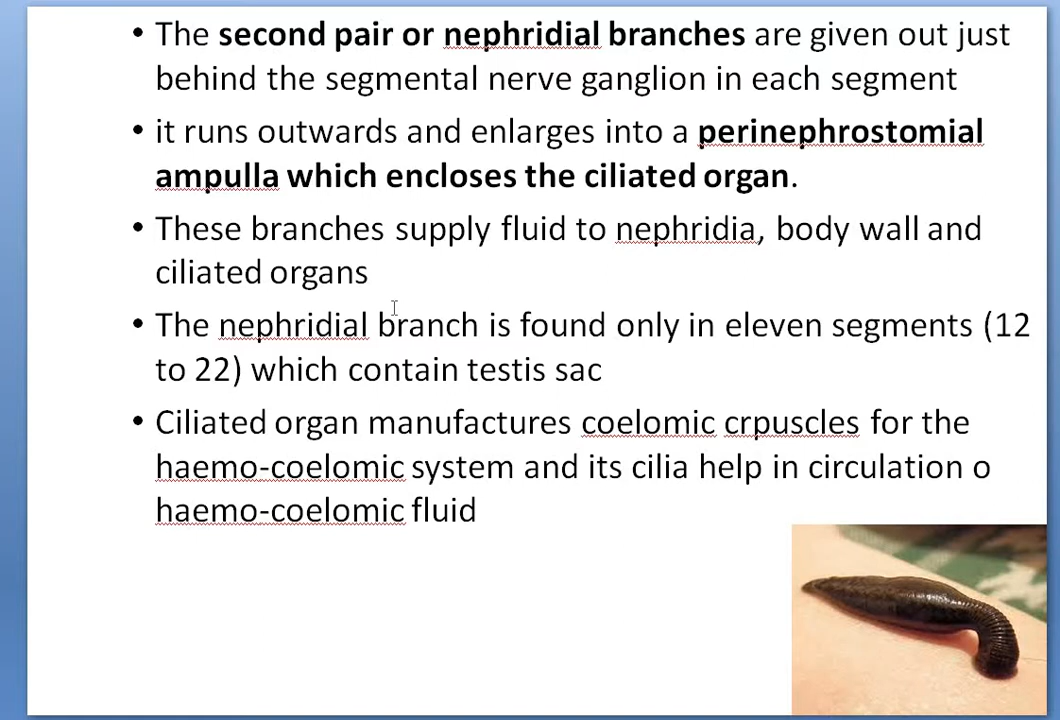 • The second pair or nephridial branches are given out just
behind the segmental nerve ganglion in each segment
• it runs outwards and enlarges into a perinephrostomial
ampulla which encloses the ciliated organ.
• These branches supply fluid to nephridia, body wall and
ciliated organs
• The nephridial branch is found only in eleven segments (12
to 22) which contain testis sac
• Ciliated organ manufactures coelomic crpuscles for the
haemo-coelomic system and its cilia help in circulation o
haemo-coelomic fluid